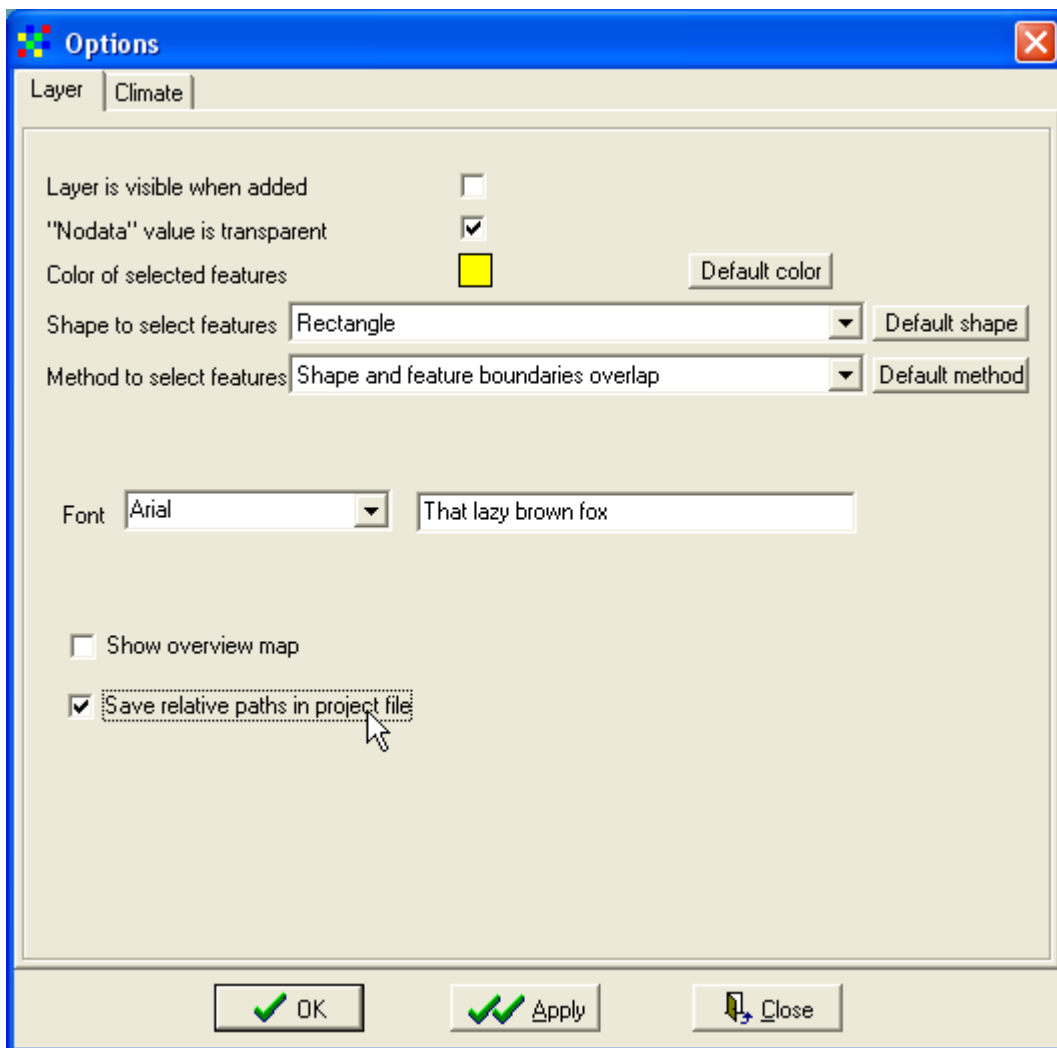 Options
Layer Climate
Layer is visible when added
"Nodata" value is transparent
Color of selected features Default color
Shape to select features Rectangle Default shape
Method to select features Shape and feature boundaries overlap Default method
Font Arial That lazy brown fox
Show overview map
Save relative paths in project file
OK Apply Close